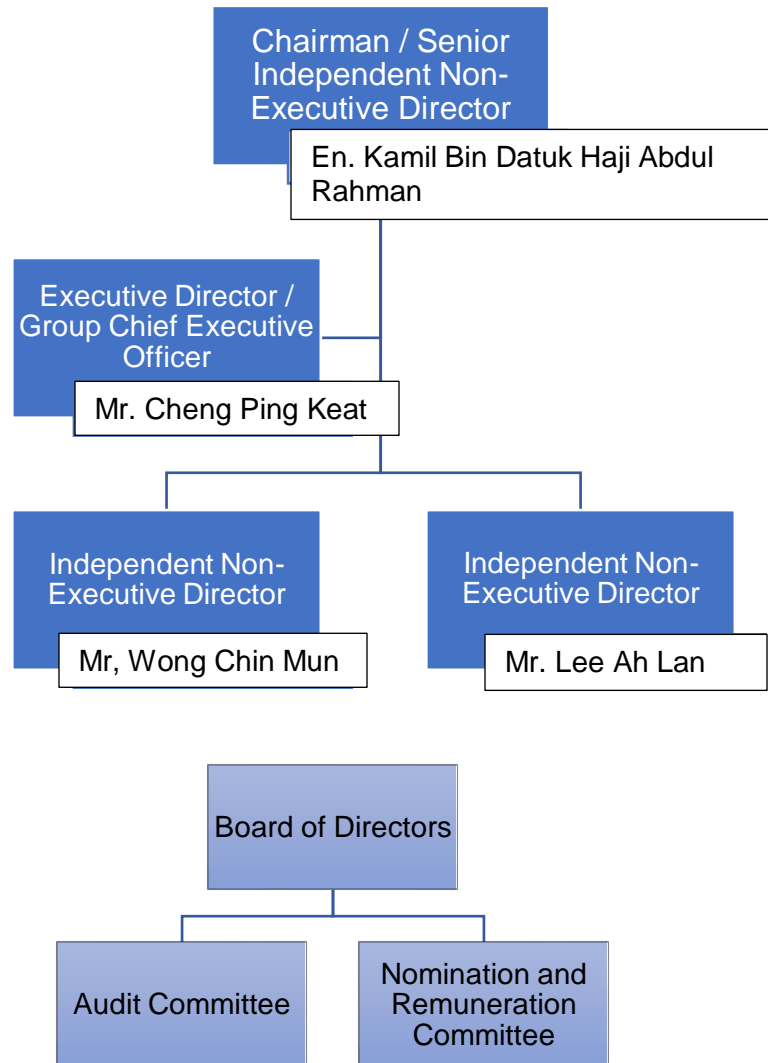 Chairman / Senior
Independent Non-
Executive Director
En. Kamil Bin Datuk Haji Abdul
Rahman
Executive Director /
Group Chief Executive
Officer
Mr. Cheng Ping Keat
Independent Non-
Executive Director
Mr, Wong Chin Mun
Independent Non-
Executive Director
Mr. Lee Ah Lan
Board of Directors
Audit Committee
Nomination and
Remuneration
Committee